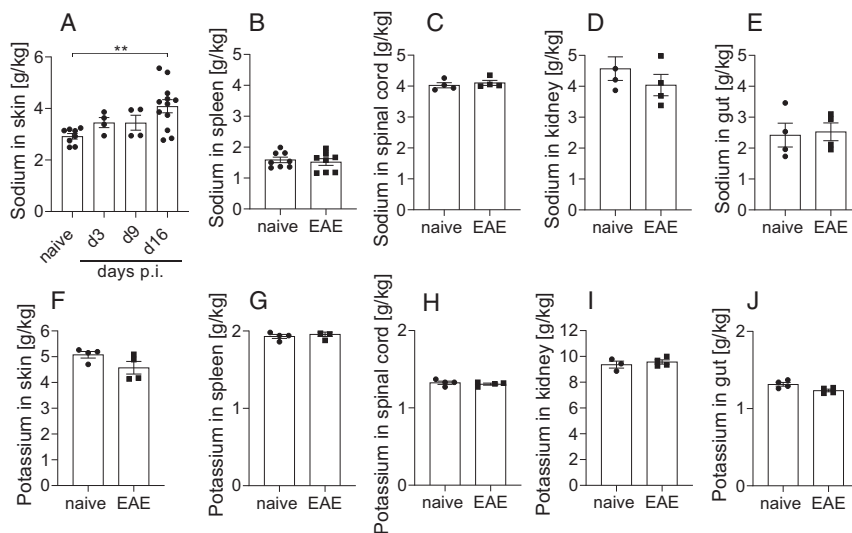 A
Sodium in skin [g/kg]
6
4
2
0
**
naive
d3
d9
d16
days p.i.
B
Sodium in spleen [g/kg]
5
4
3
2
1
0
naive EAE
C
Sodium in spinal cord [g/kg]
5
4
3
2
1
0
naive EAE
D
Sodium in kidney [g/kg]
5
4
3
2
1
0
naive EAE
E
Sodium in gut [g/kg]
5
4
3
2
1
0
naive EAE
F
Potassium in skin [g/kg]
6
5
4
3
2
1
0
naive EAE
G
Potassium in spleen [g/kg]
2
1
0
naive EAE
H
Potassium in spinal cord [g/kg]
2
1
0
naive EAE
I
Potassium in kidney [g/kg]
12
10
8
6
4
2
0
naive EAE
J
Potassium in gut [g/kg]
2
1
0
naive EAE